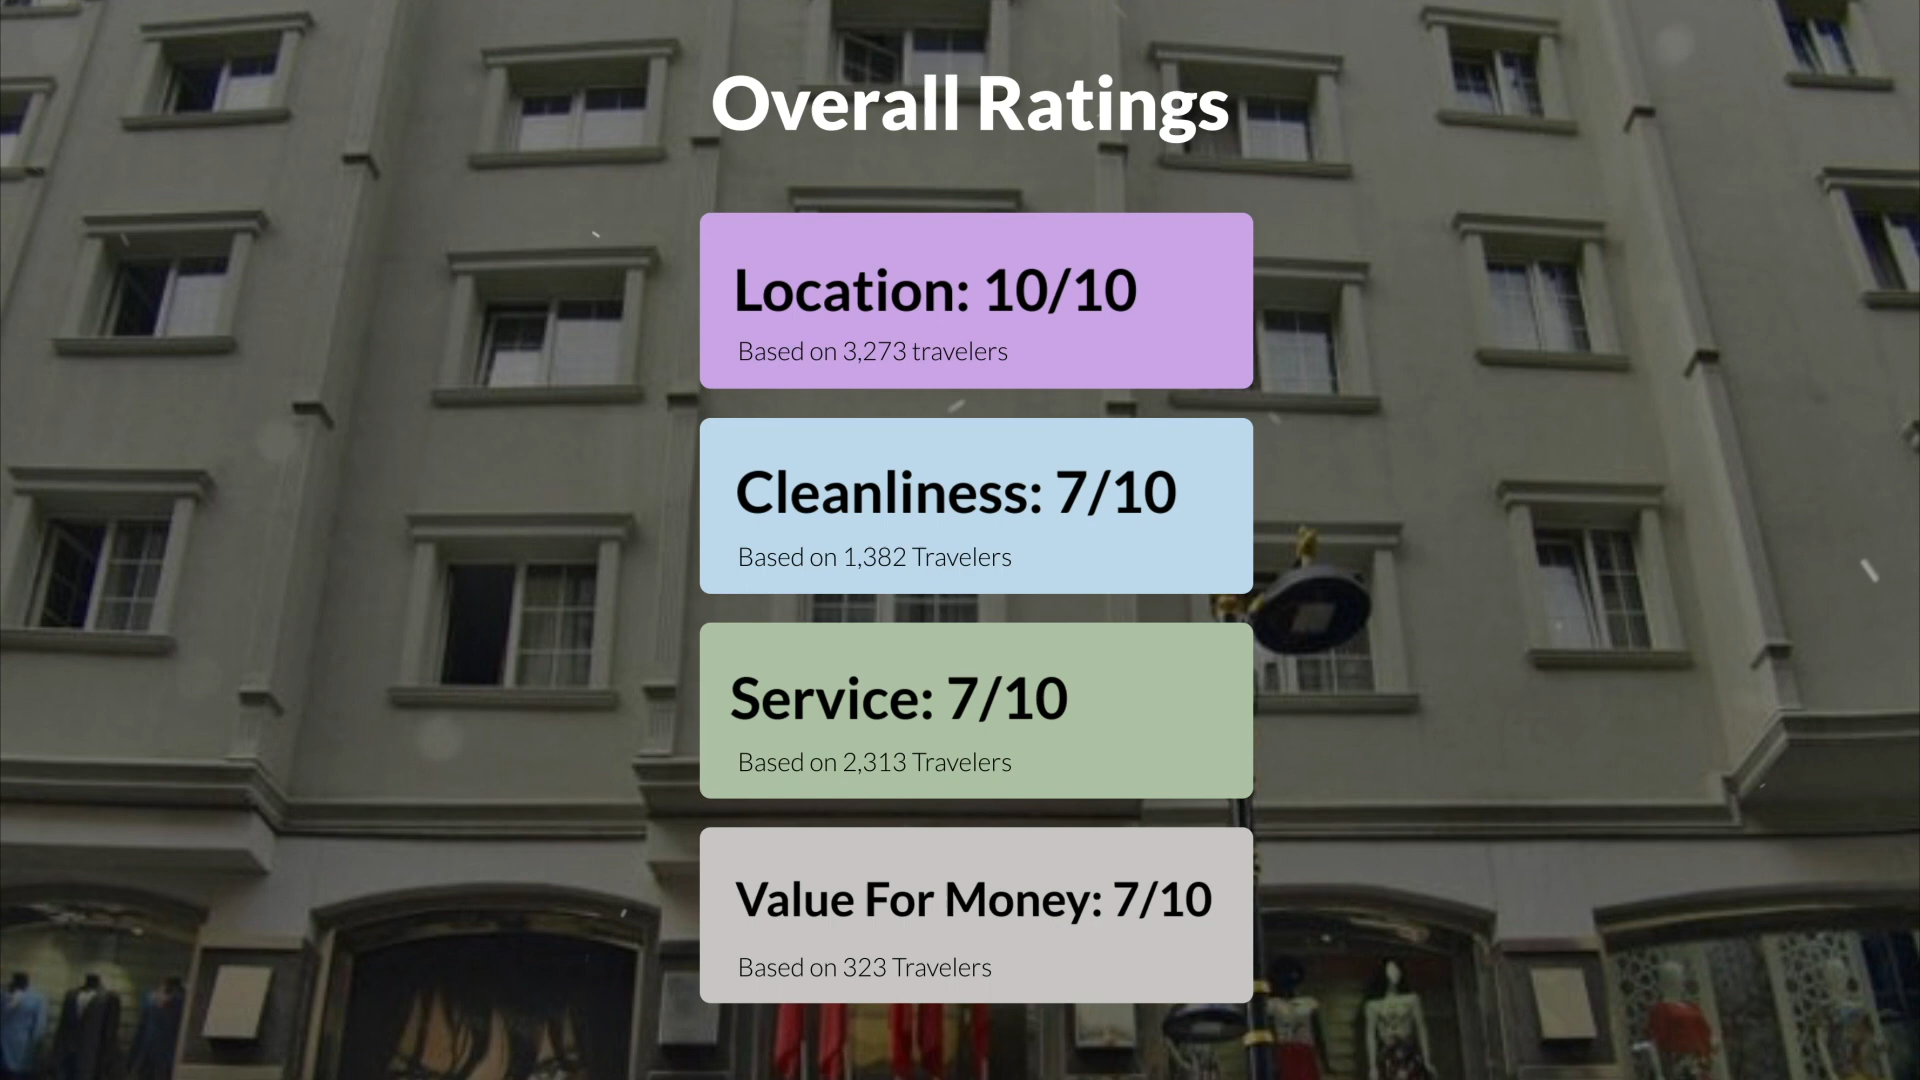 Overall Ratings
Location: 10/10
Based on 3,273 travelers
Cleanliness: 7/10
Based on 1,382 Travelers
Service: 7/10
Based on 2,313 Travelers
Value For Money: 7/10
Based on 323 Travelers